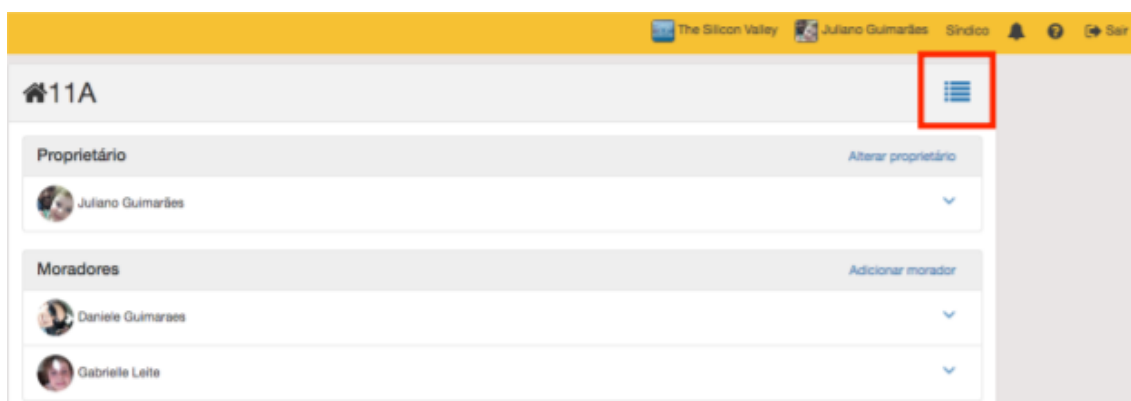 The Silicon Valley Juliano Guimarães Síndico Sair
11A
Proprietário Alterar proprietário
Juliano Guimarães
Moradores Adicionar morador
Daniele Guimaraes
Gabrielle Leite